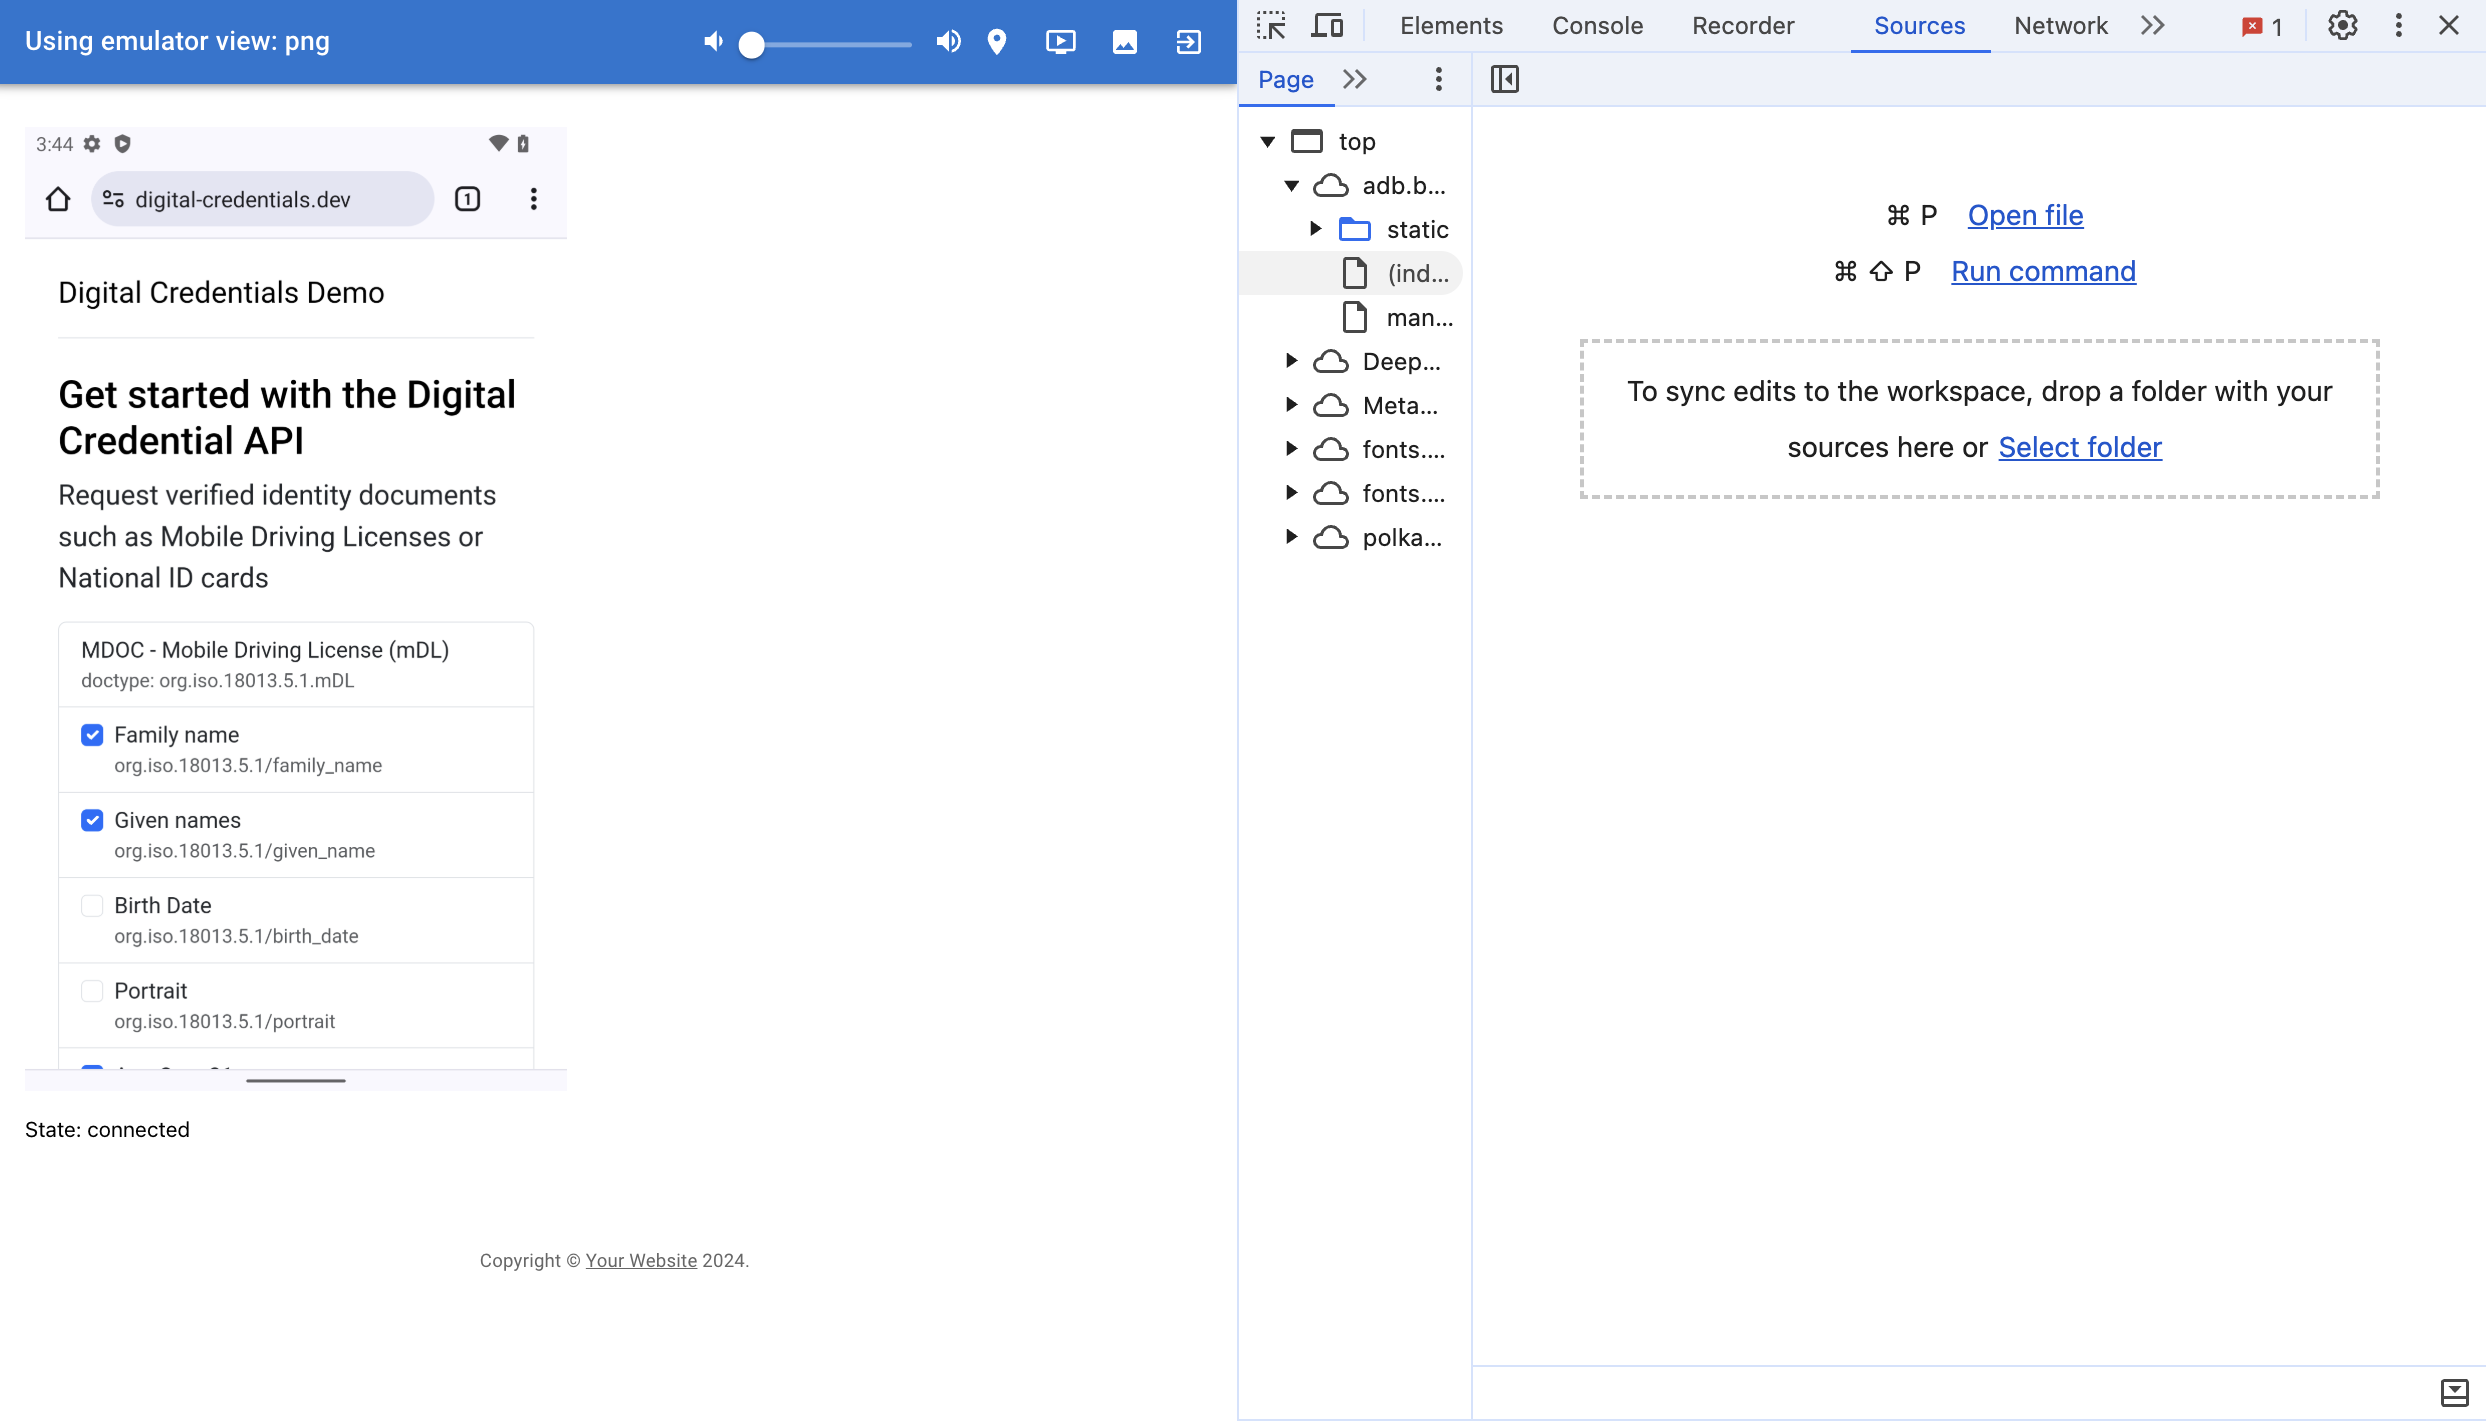 Using emulator view: png
3:44
digital-credentials.dev
1
Digital Credentials Demo
Get started with the Digital
Credential API
Request verified identity documents
such as Mobile Driving Licenses or
National ID cards
MDOC - Mobile Driving License (mDL)
doctype: org.iso.18013.5.1.mDL
Family name
org.iso.18013.5.1/family_name
Given names
org.iso.18013.5.1/given_name
Birth Date
org.iso.18013.5.1/birth_date
Portrait
org.iso.18013.5.1/portrait
State: connected
Copyright © Your Website 2024.
Elements Console Recorder Sources Network 1
Page
top
adb.b...
static
(ind...
man...
Deep...
Meta...
fonts....
fonts....
polka...
⌘ P Open file
⌘ ⇧ P Run command
To sync edits to the workspace, drop a folder with your
sources here or Select folder